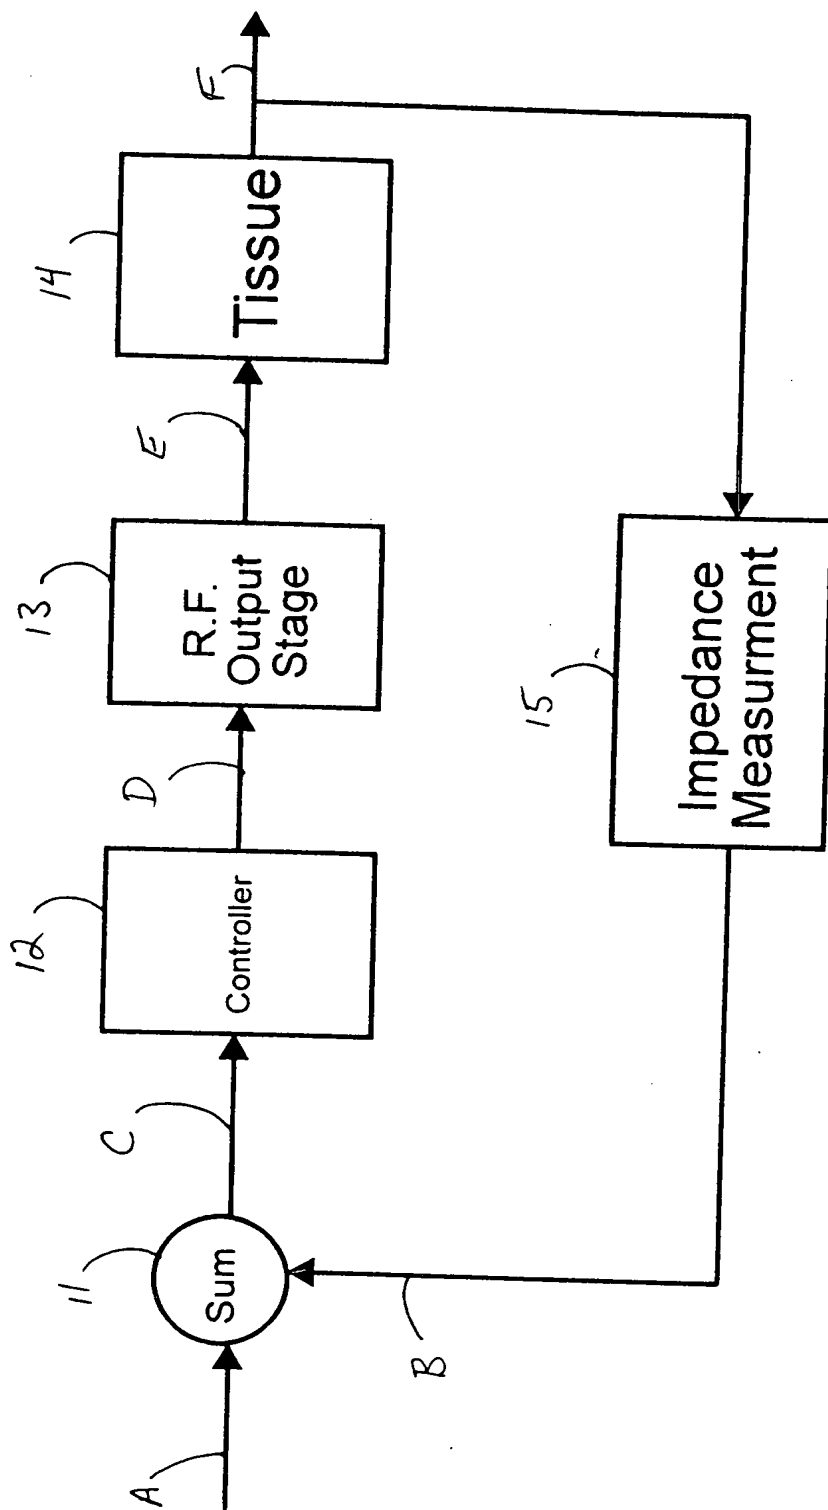 A
11
Sum
B
C
12
Controller
D
13
R.F.
Output
Stage
E
14
Tissue
F
15
Impedance
Measurment